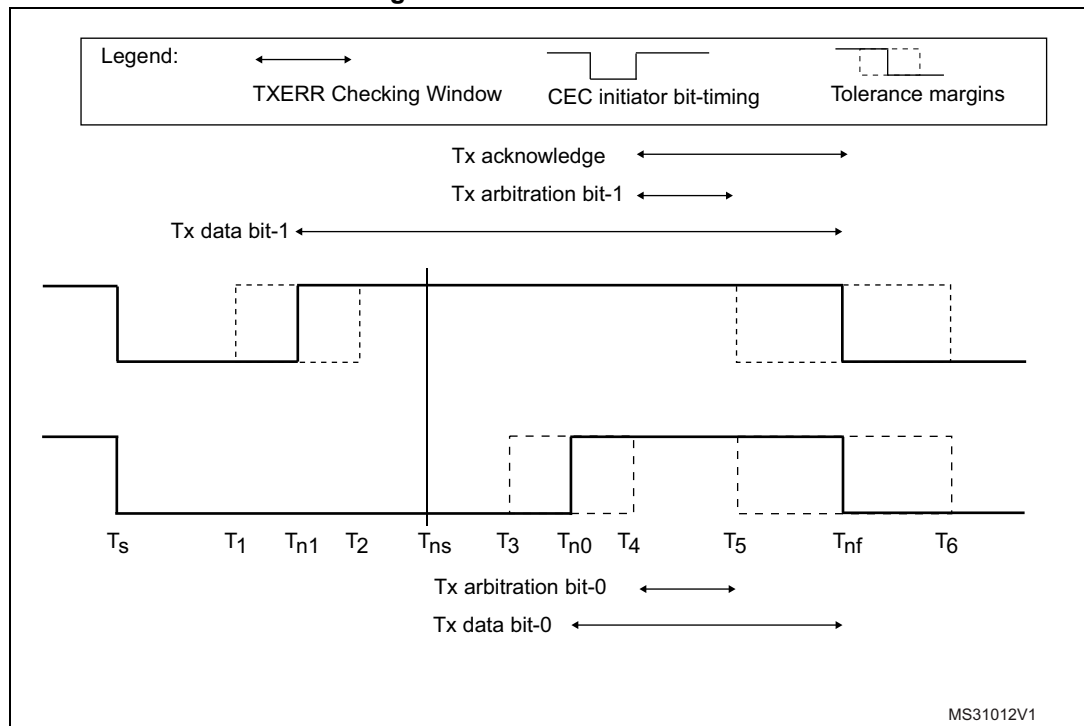 Legend:
TXERR Checking Window
CEC initiator bit-timing
Tolerance margins
Tx acknowledge
Tx arbitration bit-1
Tx data bit-1
Ts T1 Tn1 T2 Tns T3 Tn0 T4 T5 Tnf T6
Tx arbitration bit-0
Tx data bit-0
MS31012V1